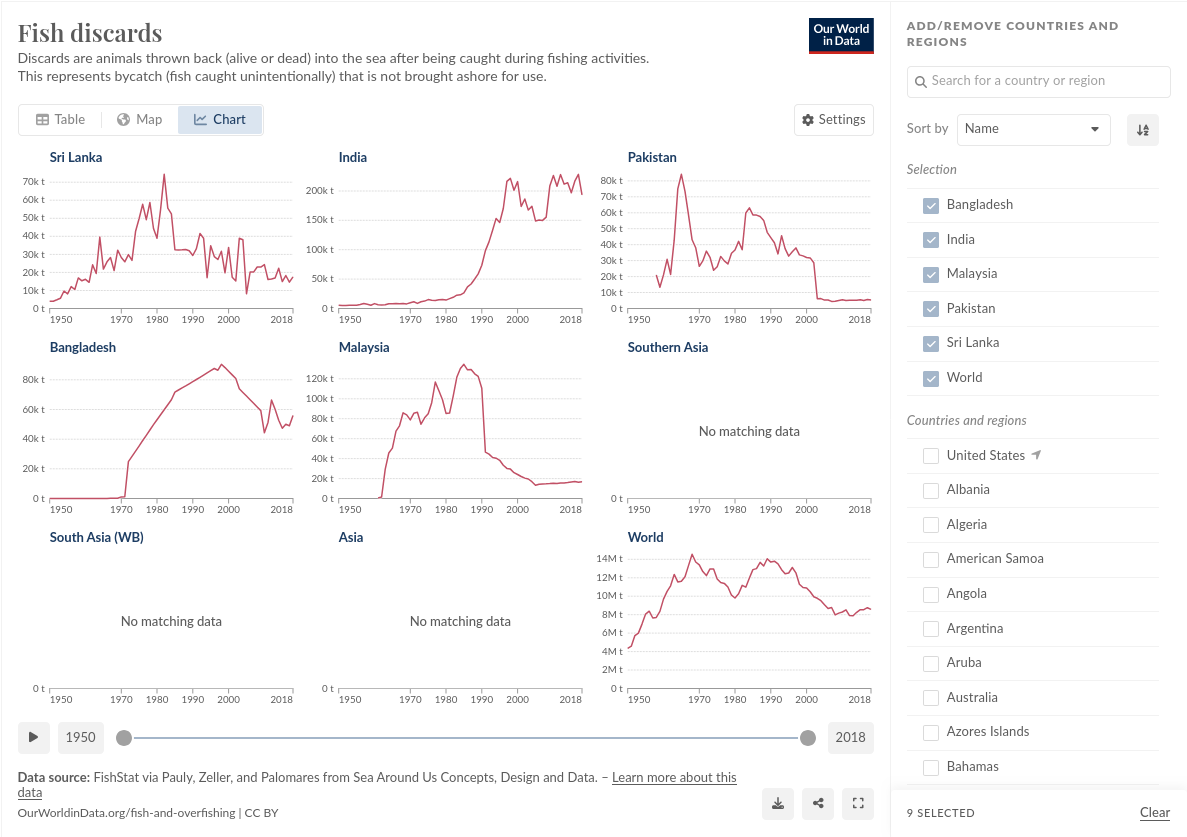 Fish discards
Discards are animals thrown back (alive or dead) into the sea after being caught during fishing activities.
This represents bycatch (fish caught unintentionally) that is not brought ashore for use.
Our World
in Data
Table
Map
Chart
Settings
Sri Lanka
70k t
60k t
50k t
40k t
30k t
20k t
10k t
0 t
1950 1970 1980 1990 2000 2018
India
200k t
150k t
100k t
50k t
0 t
1950 1970 1980 1990 2000 2018
Pakistan
80k t
70k t
60k t
50k t
40k t
30k t
20k t
10k t
0 t
1950 1970 1980 1990 2000 2018
Bangladesh
80k t
60k t
40k t
20k t
0 t
1950 1970 1980 1990 2000 2018
Malaysia
120k t
100k t
80k t
60k t
40k t
20k t
0 t
1950 1970 1980 1990 2000 2018
Southern Asia
No matching data
0 t
1950 1970 1980 1990 2000 2018
South Asia (WB)
No matching data
0 t
1950 1970 1980 1990 2000 2018
Asia
No matching data
0 t
1950 1970 1980 1990 2000 2018
World
14M t
12M t
10M t
8M t
6M t
4M t
2M t
0 t
1950 1970 1980 1990 2000 2018
1950
2018
Data source: FishStat via Pauly, Zeller, and Palomares from Sea Around Us Concepts, Design and Data. – Learn more about this
data
OurWorldinData.org/fish-and-overfishing | CC BY
ADD/REMOVE COUNTRIES AND
REGIONS
Search for a country or region
Sort by
Name
Selection
Bangladesh
India
Malaysia
Pakistan
Sri Lanka
World
Countries and regions
United States
Albania
Algeria
American Samoa
Angola
Argentina
Aruba
Australia
Azores Islands
Bahamas
9 SELECTED
Clear